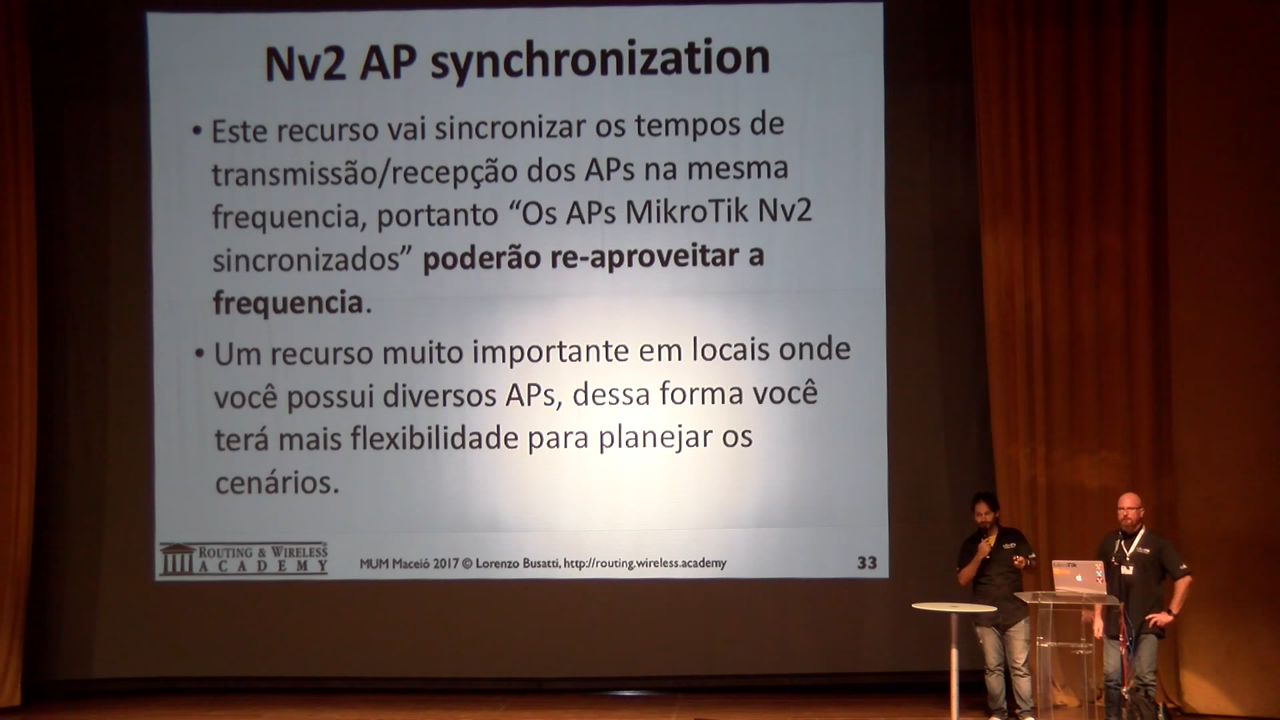 Nv2 AP synchronization
• Este recurso vai sincronizar os tempos de
transmissão/recepção dos APs na mesma
frequencia, portanto “Os APs MikroTik Nv2
sincronizados” poderão re-aproveitar a
frequencia.
• Um recurso muito importante em locais onde
você possui diversos APs, dessa forma você
terá mais flexibilidade para planejar os
cenários.
ROUTING & WIRELESS
ACADEMY
MUM Maceió 2017 © Lorenzo Busatti, http://routing.wireless.academy
33